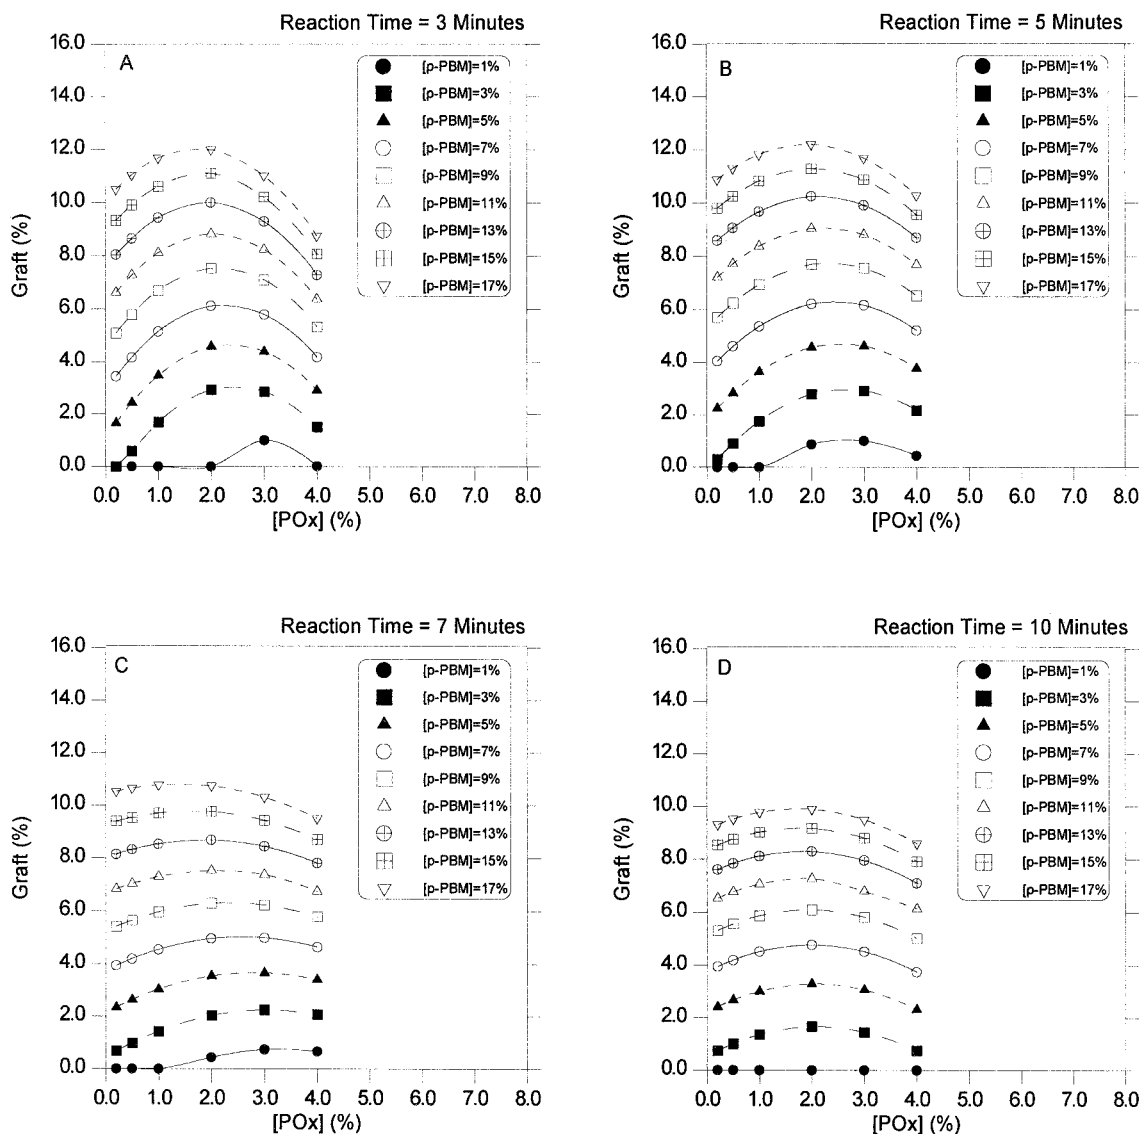 Reaction Time = 3 Minutes
A
16.0
14.0
12.0
10.0
8.0
6.0
4.0
2.0
0.0
Graft (%)
[p-PBM]=1%
[p-PBM]=3%
[p-PBM]=5%
[p-PBM]=7%
[p-PBM]=9%
[p-PBM]=11%
[p-PBM]=13%
[p-PBM]=15%
[p-PBM]=17%
0.0 1.0 2.0 3.0 4.0 5.0 6.0 7.0 8.0
[POx] (%)
Reaction Time = 5 Minutes
B
16.0
14.0
12.0
10.0
8.0
6.0
4.0
2.0
0.0
Graft (%)
[p-PBM]=1%
[p-PBM]=3%
[p-PBM]=5%
[p-PBM]=7%
[p-PBM]=9%
[p-PBM]=11%
[p-PBM]=13%
[p-PBM]=15%
[p-PBM]=17%
0.0 1.0 2.0 3.0 4.0 5.0 6.0 7.0 8.0
[POx] (%)
Reaction Time = 7 Minutes
C
16.0
14.0
12.0
10.0
8.0
6.0
4.0
2.0
0.0
Graft (%)
[p-PBM]=1%
[p-PBM]=3%
[p-PBM]=5%
[p-PBM]=7%
[p-PBM]=9%
[p-PBM]=11%
[p-PBM]=13%
[p-PBM]=15%
[p-PBM]=17%
0.0 1.0 2.0 3.0 4.0 5.0 6.0 7.0 8.0
[POx] (%)
Reaction Time = 10 Minutes
D
16.0
14.0
12.0
10.0
8.0
6.0
4.0
2.0
0.0
Graft (%)
[p-PBM]=1%
[p-PBM]=3%
[p-PBM]=5%
[p-PBM]=7%
[p-PBM]=9%
[p-PBM]=11%
[p-PBM]=13%
[p-PBM]=15%
[p-PBM]=17%
0.0 1.0 2.0 3.0 4.0 5.0 6.0 7.0 8.0
[POx] (%)